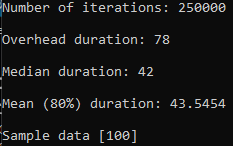 Number of iterations: 250000
Overhead duration: 78
Median duration: 42
Mean (80%) duration: 43.5454
Sample data [100]